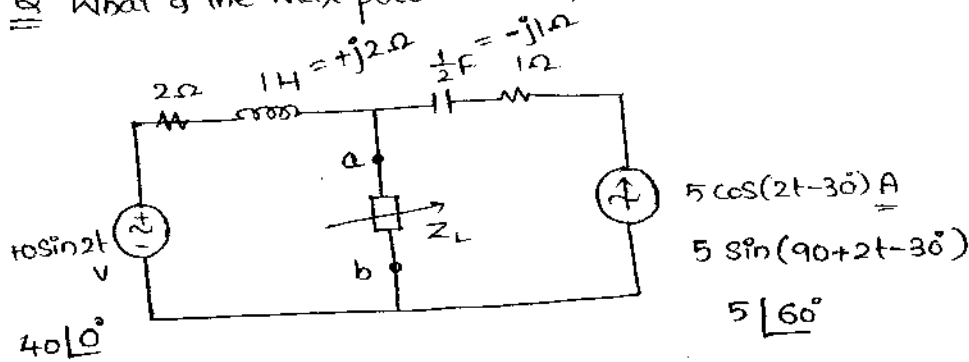 Q What is the max
1H = +j2Ω
½F = -j1Ω
2Ω
1Ω
a
Z_L
b
10sin2t
V
+
-
5 cos(2t-30°) A
5 sin(90+2t-30°)
5∠60°
40∠0°